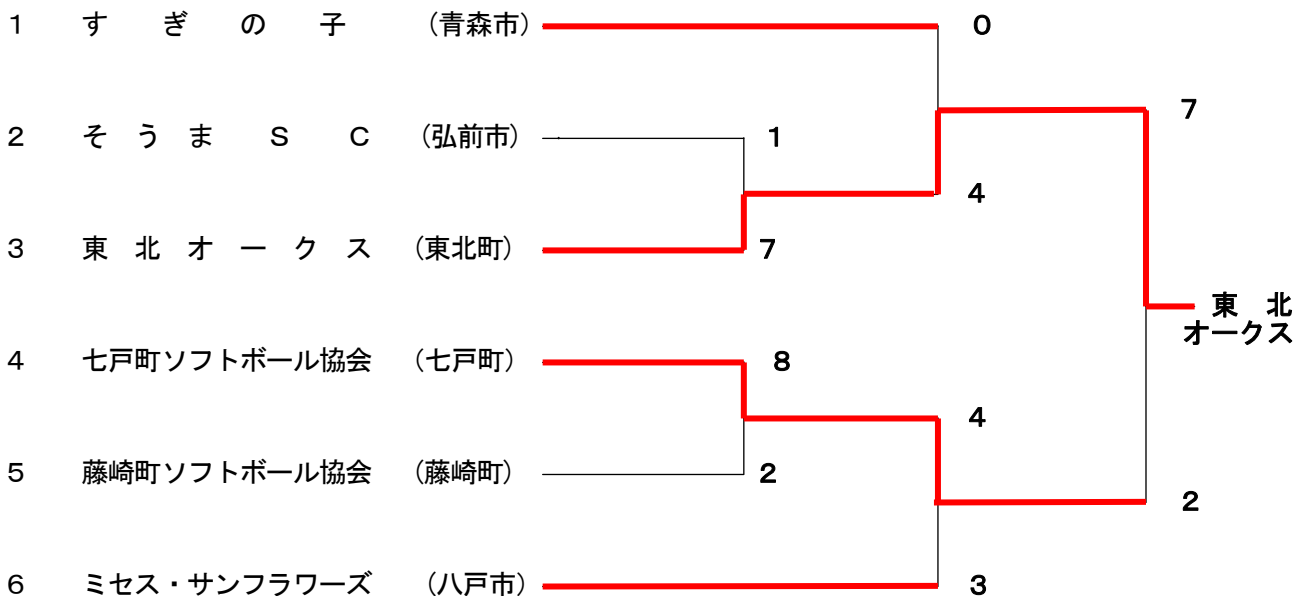 1 すぎの子 (青森市) 0
7
2 そうま SC (弘前市) 1
4
3 東北オークス (東北町) 7
東北
オークス
4 七戸町ソフトボール協会 (七戸町) 8
4
5 藤崎町ソフトボール協会 (藤崎町) 2
2
6 ミセス・サンフラワーズ (八戸市) 3